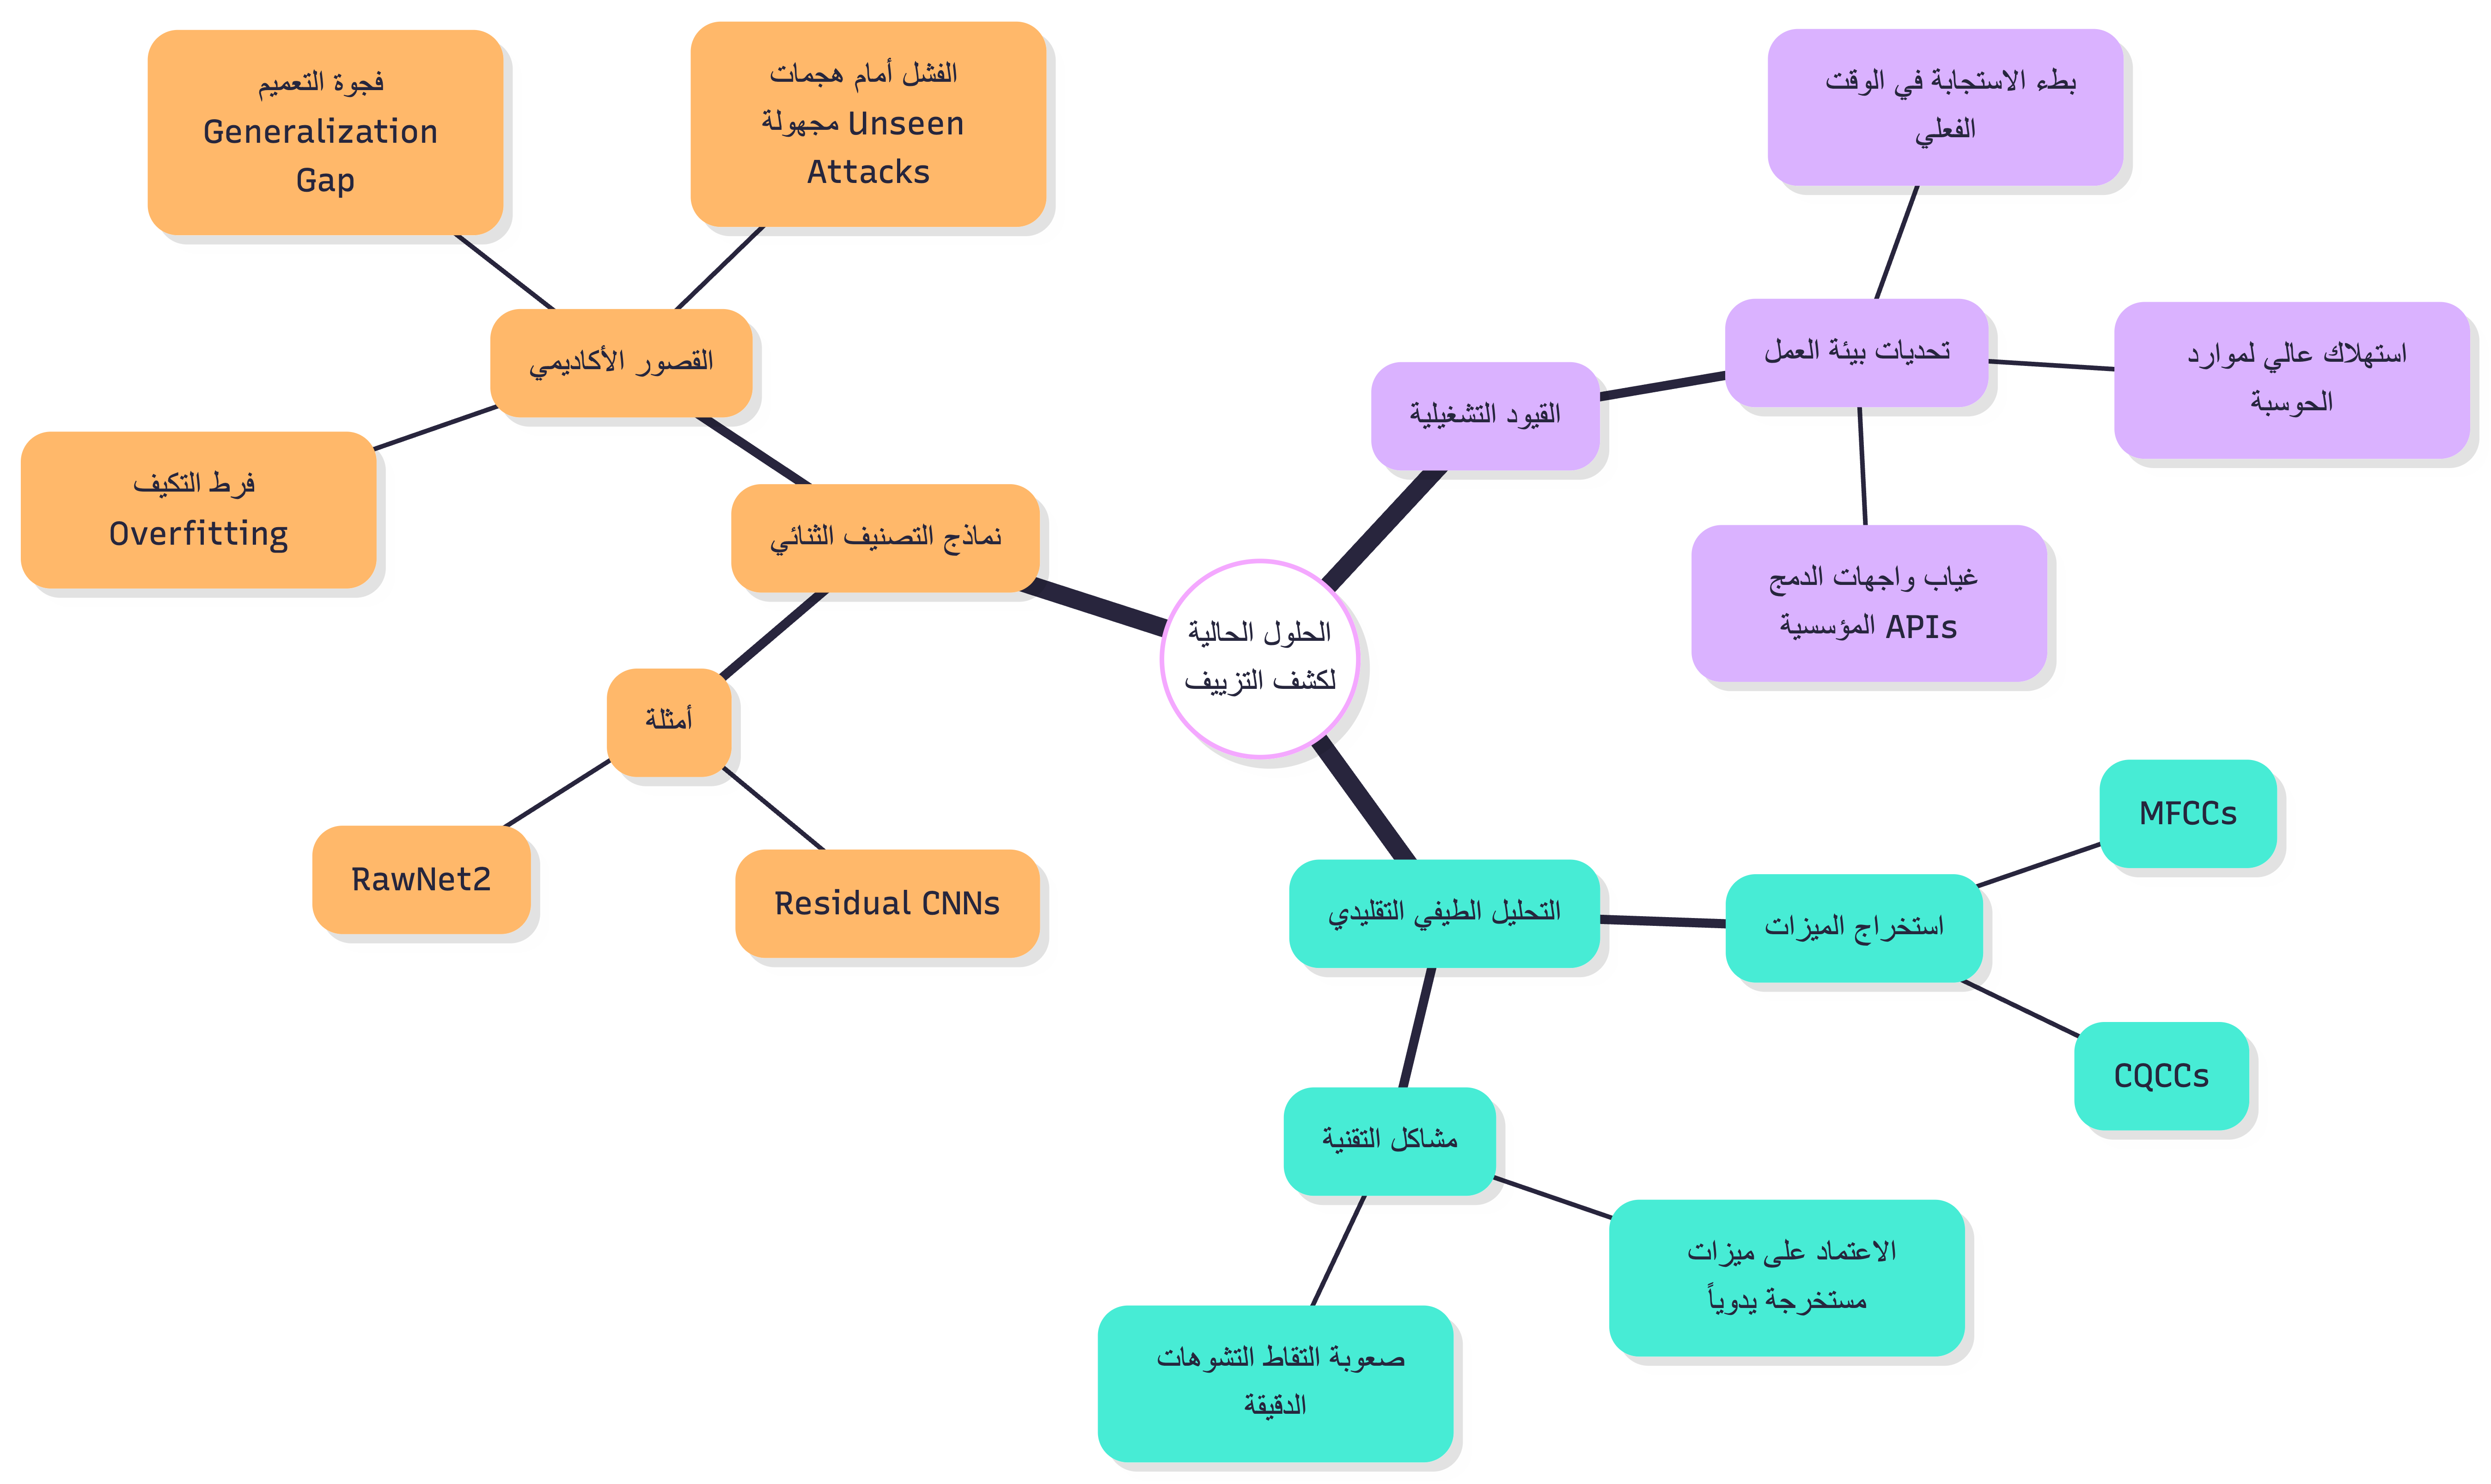 الحلول الحالية
لكشف التزييف
نماذج التصنيف الثنائي
القصور الأكاديمي
فجوة التعميم
Generalization
Gap
الفشل أمام هجمات
مجهولة Unseen
Attacks
فرط التكيف
Overfitting
أمثلة
RawNet2
Residual CNNs
القيود التشغيلية
تحديات بيئة العمل
بطء الاستجابة في الوقت
الفعلي
استهلاك عالي لموارد
الحوسبة
غياب واجهات الدمج
المؤسسية APIs
التحليل الطيفي التقليدي
استخراج الميزات
MFCCs
CQCCs
مشاكل التقنية
الاعتماد على ميزات
مستخرجة يدوياً
صعوبة التقاط التشوهات
الدقيقة